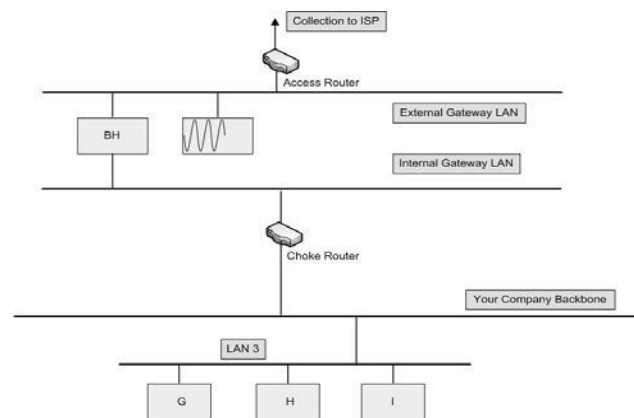 Collection to ISP
Access Router
External Gateway LAN
BH
Internal Gateway LAN
Choke Router
Your Company Backbone
LAN 3
G
H
I